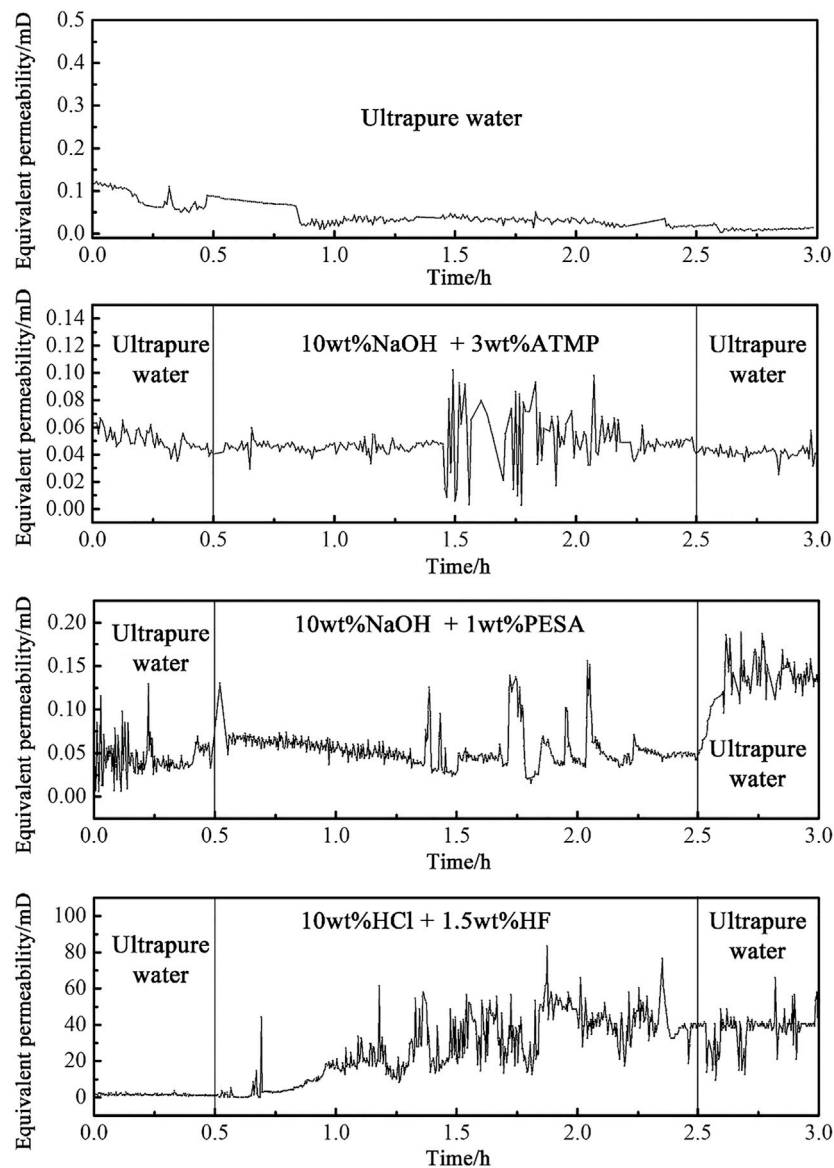 Equivalent permeability/mD
0.5
0.4
0.3
0.2
0.1
0.0
Ultrapure water
0.0 0.5 1.0 1.5 2.0 2.5 3.0
Time/h
Equivalent permeability/mD
0.14
0.12
0.10
0.08
0.06
0.04
0.02
0.00
Ultrapure
water
10wt%NaOH + 3wt%ATMP
Ultrapure
water
0.0 0.5 1.0 1.5 2.0 2.5 3.0
Time/h
Equivalent permeability/mD
0.20
0.15
0.10
0.05
0.00
Ultrapure
water
10wt%NaOH + 1wt%PESA
Ultrapure
water
0.0 0.5 1.0 1.5 2.0 2.5 3.0
Time/h
Equivalent permeability/mD
100
80
60
40
20
0
Ultrapure
water
10wt%HCl + 1.5wt%HF
Ultrapure
water
0.0 0.5 1.0 1.5 2.0 2.5 3.0
Time/h